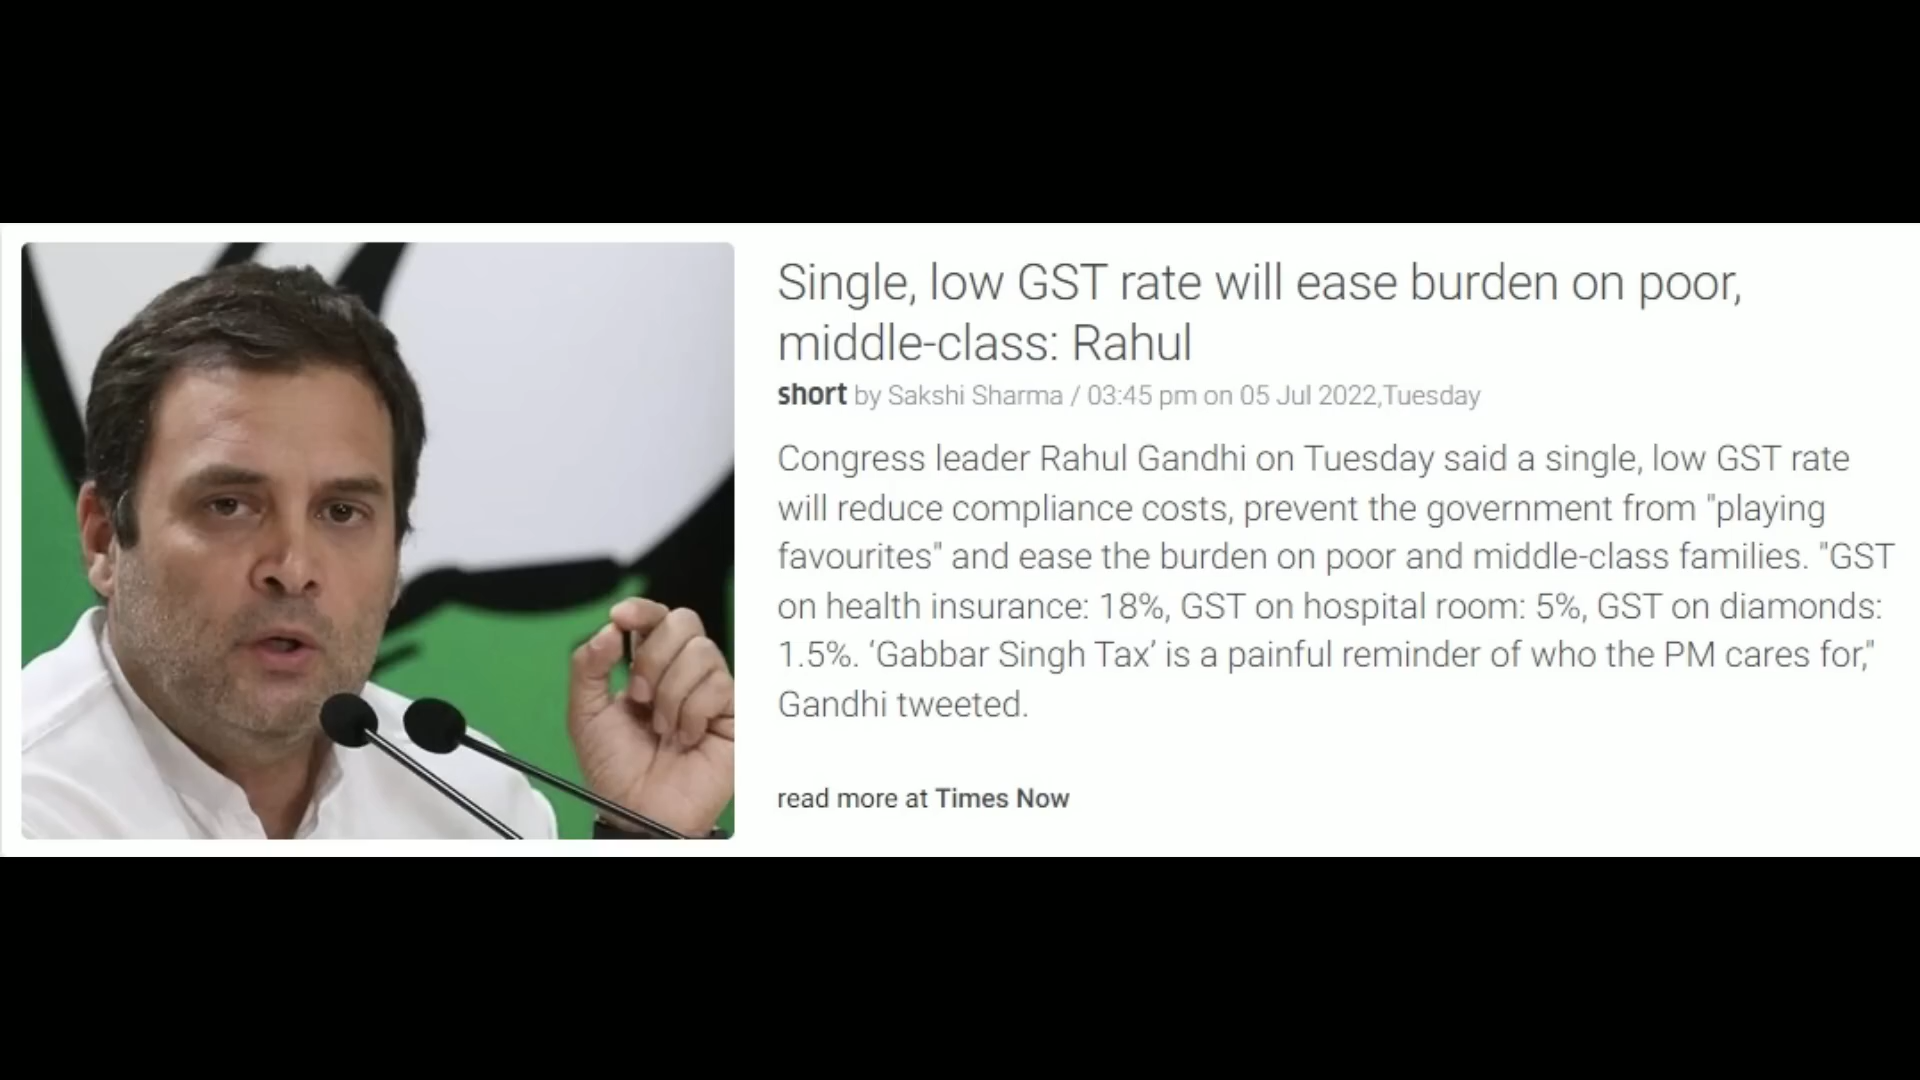 Single, low GST rate will ease burden on poor,
middle-class: Rahul
short by Sakshi Sharma / 03:45 pm on 05 Jul 2022,Tuesday
Congress leader Rahul Gandhi on Tuesday said a single, low GST rate
will reduce compliance costs, prevent the government from "playing
favourites" and ease the burden on poor and middle-class families. "GST
on health insurance: 18%, GST on hospital room: 5%, GST on diamonds:
1.5%. ‘Gabbar Singh Tax’ is a painful reminder of who the PM cares for,"
Gandhi tweeted.
read more at Times Now